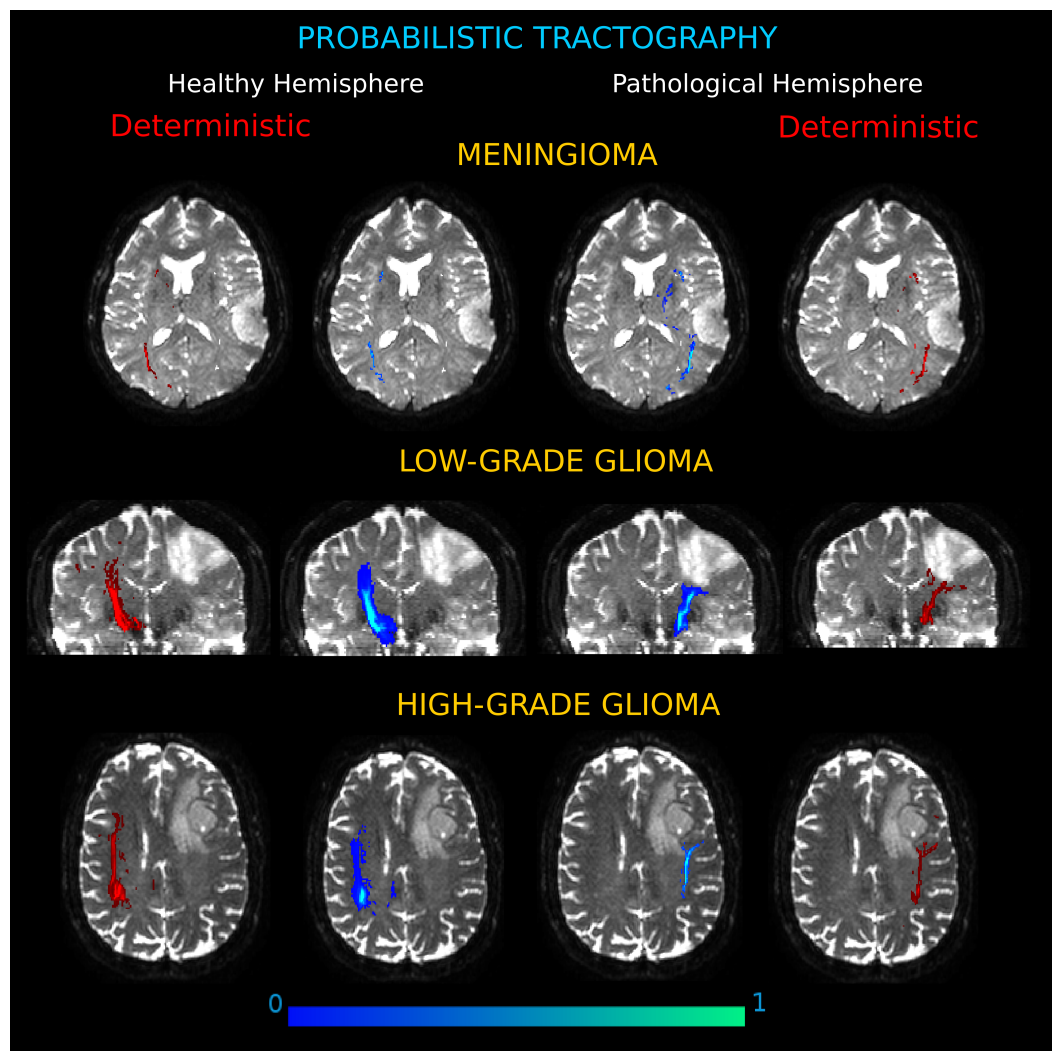 PROBABILISTIC TRACTOGRAPHY
Healthy Hemisphere
Pathological Hemisphere
Deterministic
Deterministic
MENINGIOMA
LOW-GRADE GLIOMA
HIGH-GRADE GLIOMA
0
1